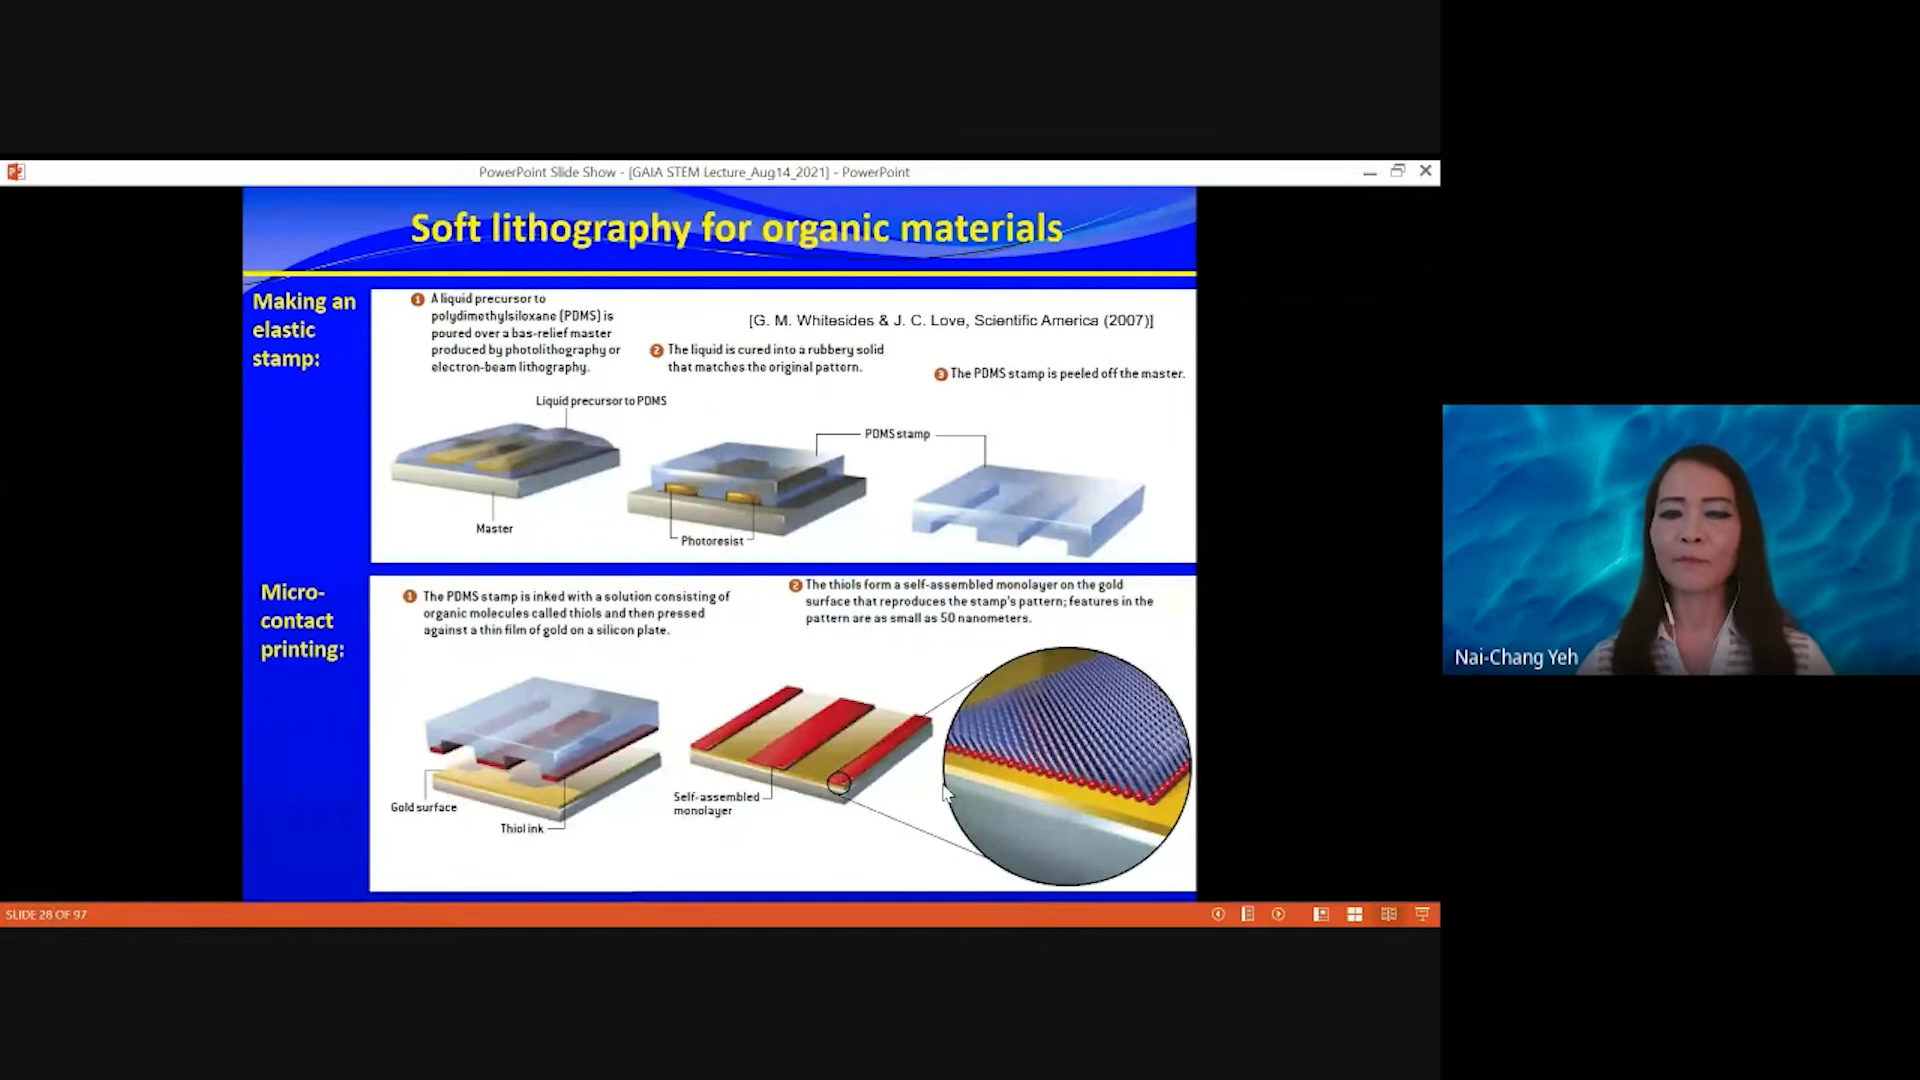 PowerPoint Slide Show - [GAIA STEM Lecture_Aug14_2021] - PowerPoint
Soft lithography for organic materials
Making an
elastic
stamp:
1 A liquid precursor to
polydimethylsiloxane (PDMS) is
poured over a bas-relief master
produced by photolithography or
electron-beam lithography.
[G. M. Whitesides & J. C. Love, Scientific America (2007)]
2 The liquid is cured into a rubbery solid
that matches the original pattern.
3 The PDMS stamp is peeled off the master.
Liquid precursor to PDMS
PDMS stamp
Master
Photoresist
Micro-
contact
printing:
1 The PDMS stamp is inked with a solution consisting of
organic molecules called thiols and then pressed
against a thin film of gold on a silicon plate.
2 The thiols form a self-assembled monolayer on the gold
surface that reproduces the stamp's pattern; features in the
pattern are as small as 50 nanometers.
Gold surface
Thiol ink
Self-assembled
monolayer
Nai-Chang Yeh
SLIDE 28 OF 97